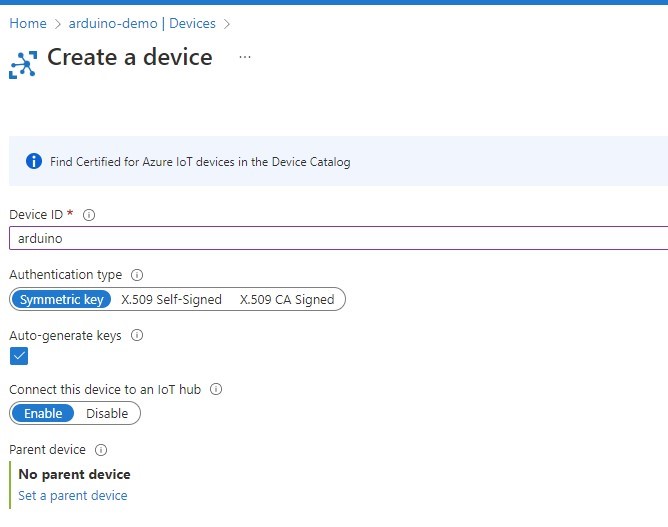 Home > arduino-demo | Devices >
Create a device ...
Find Certified for Azure IoT devices in the Device Catalog
Device ID *
arduino
Authentication type
Symmetric key X.509 Self-Signed X.509 CA Signed
Auto-generate keys
Connect this device to an IoT hub
Enable Disable
Parent device
No parent device
Set a parent device